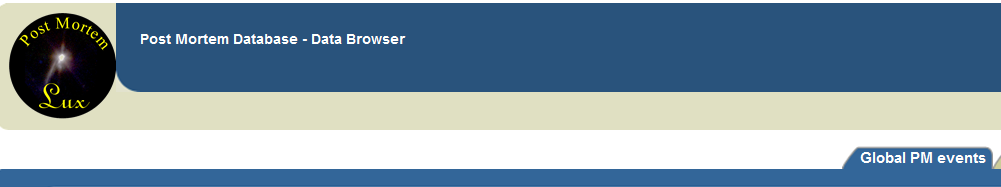 Post Mortem
Lux
Post Mortem Database - Data Browser
Global PM events